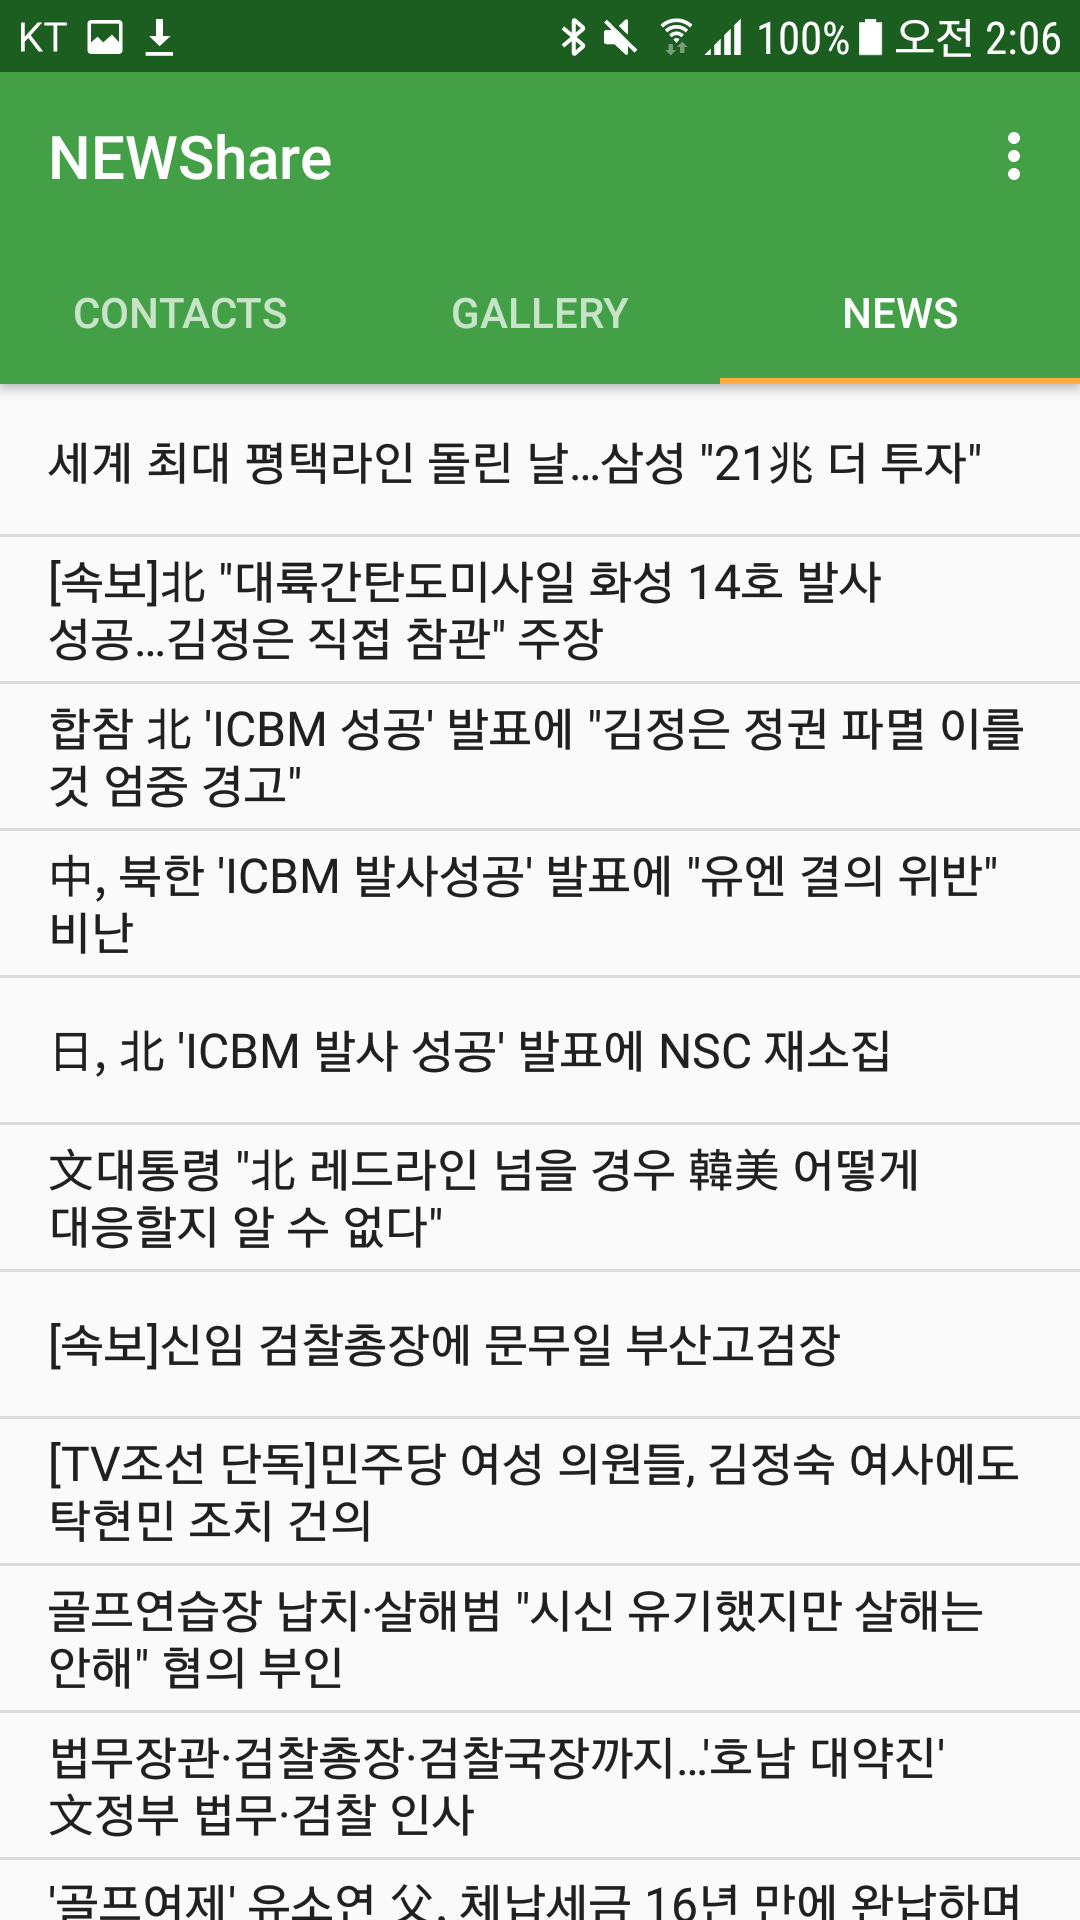 KT 100% 오전 2:06
NEWShare
CONTACTS GALLERY NEWS
세계 최대 평택라인 돌린 날...삼성 "21兆 더 투자"
[속보]北 "대륙간탄도미사일 화성 14호 발사
성공...김정은 직접 참관" 주장
합참 北 'ICBM 성공' 발표에 "김정은 정권 파멸 이를
것 엄중 경고"
中, 북한 'ICBM 발사성공' 발표에 "유엔 결의 위반"
비난
日, 北 'ICBM 발사 성공' 발표에 NSC 재소집
文대통령 "北 레드라인 넘을 경우 韓美 어떻게
대응할지 알 수 없다"
[속보]신임 검찰총장에 문무일 부산고검장
[TV조선 단독]민주당 여성 의원들, 김정숙 여사에도
탁현민 조치 건의
골프연습장 납치·살해범 "시신 유기했지만 살해는
안해" 혐의 부인
법무장관·검찰총장·검찰국장까지...'호남 대약진'
文정부 법무·검찰 인사
'골프여제' 유소연 父, 체납세금 16년 만에 완납하며